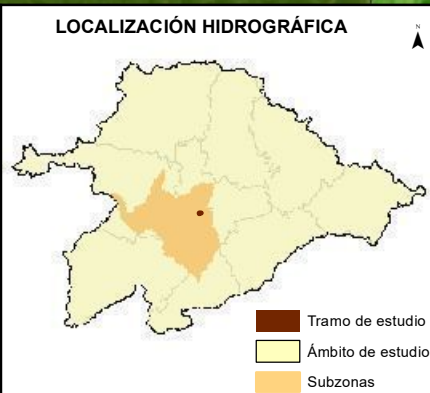 LOCALIZACIÓN HIDROGRÁFICA
N
Tramo de estudio
Ámbito de estudio
Subzonas